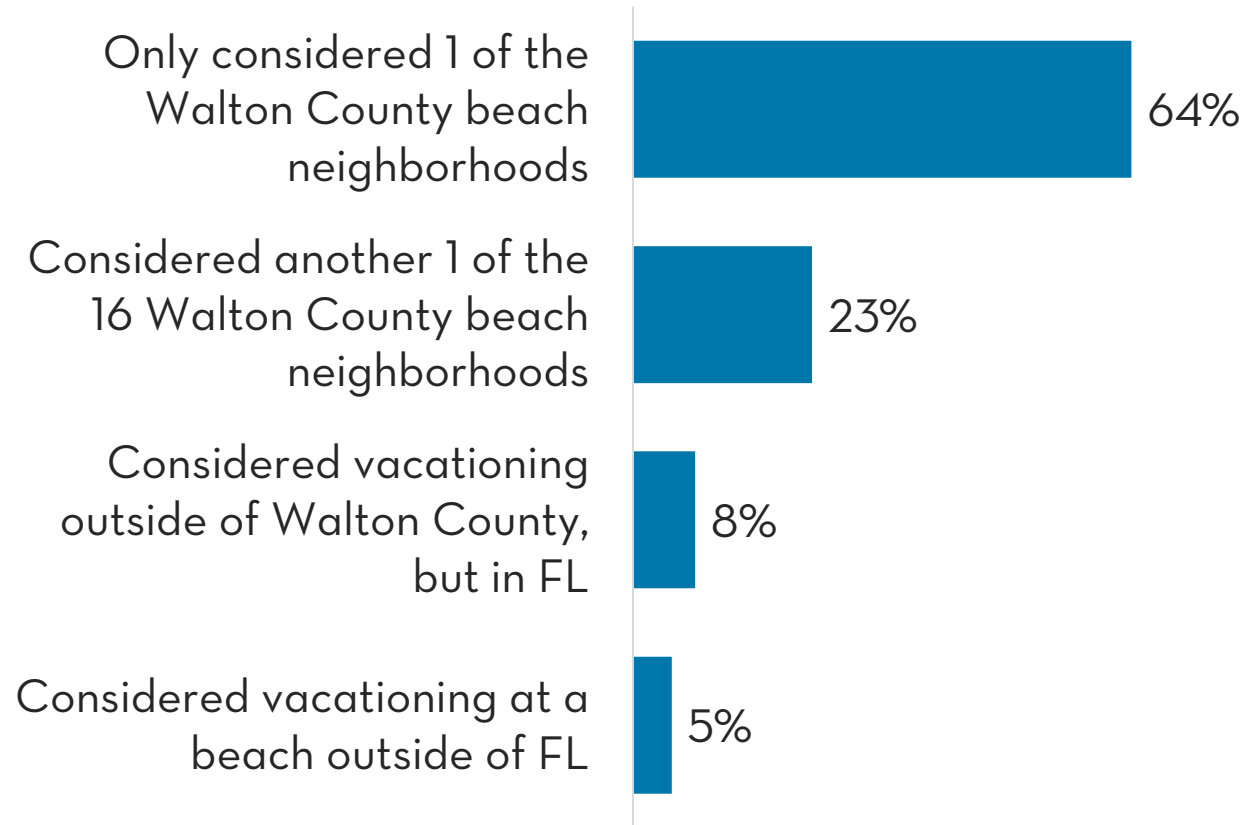 Only considered 1 of the
Walton County beach
neighborhoods
64%
Considered another 1 of the
16 Walton County beach
neighborhoods
23%
Considered vacationing
outside of Walton County,
but in FL
8%
Considered vacationing at a
beach outside of FL
5%